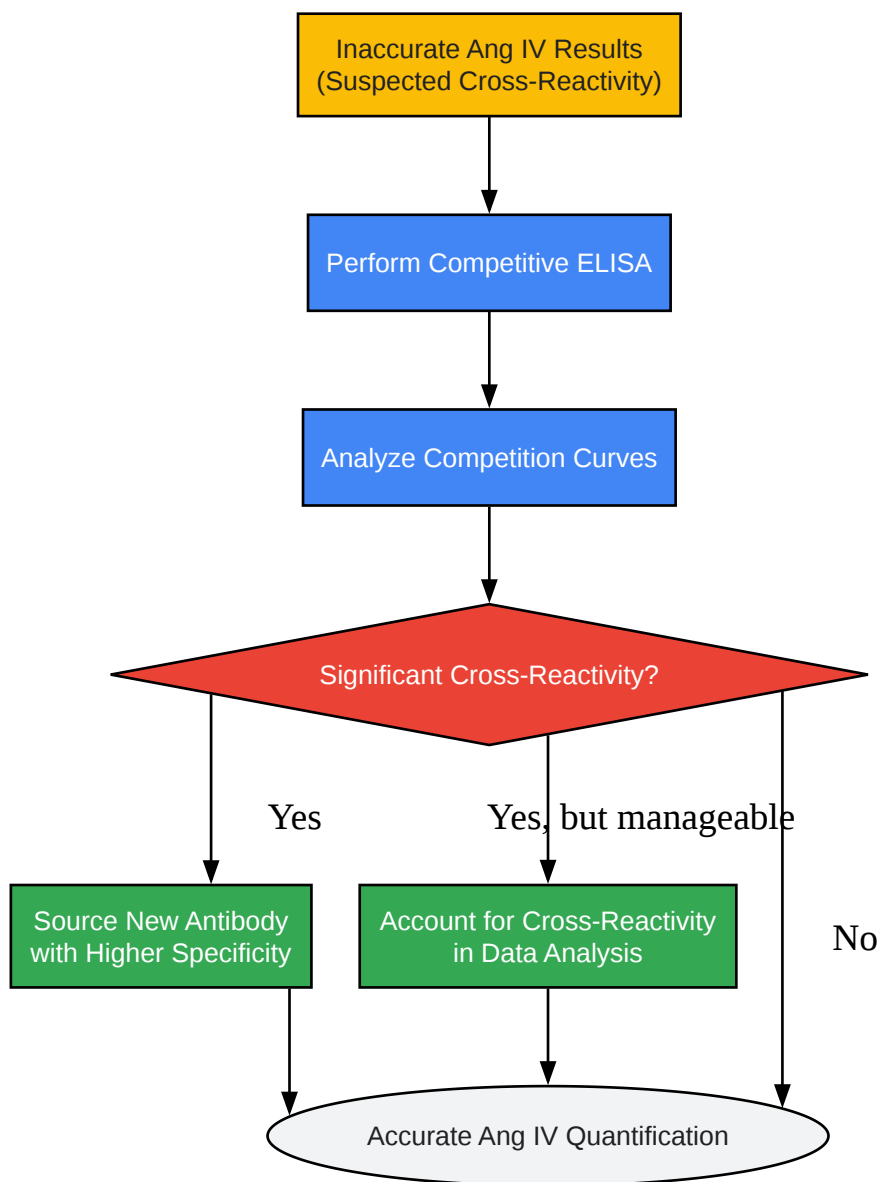 Inaccurate Ang IV Results
(Suspected Cross-Reactivity)
Perform Competitive ELISA
Analyze Competition Curves
Significant Cross-Reactivity?
Yes
Yes, but manageable
Source New Antibody
with Higher Specificity
Account for Cross-Reactivity
in Data Analysis
No
Accurate Ang IV Quantification